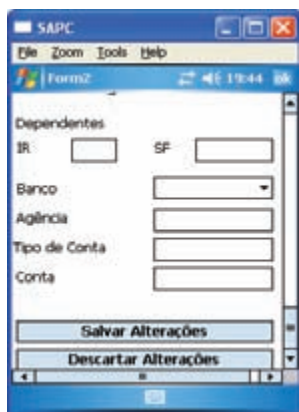 SAPC
File Zoom Tools Help
Form2 19:44 ok
Dependentes
IR SF
Banco
Agência
Tipo de Conta
Conta
Salvar Alterações
Descartar Alterações